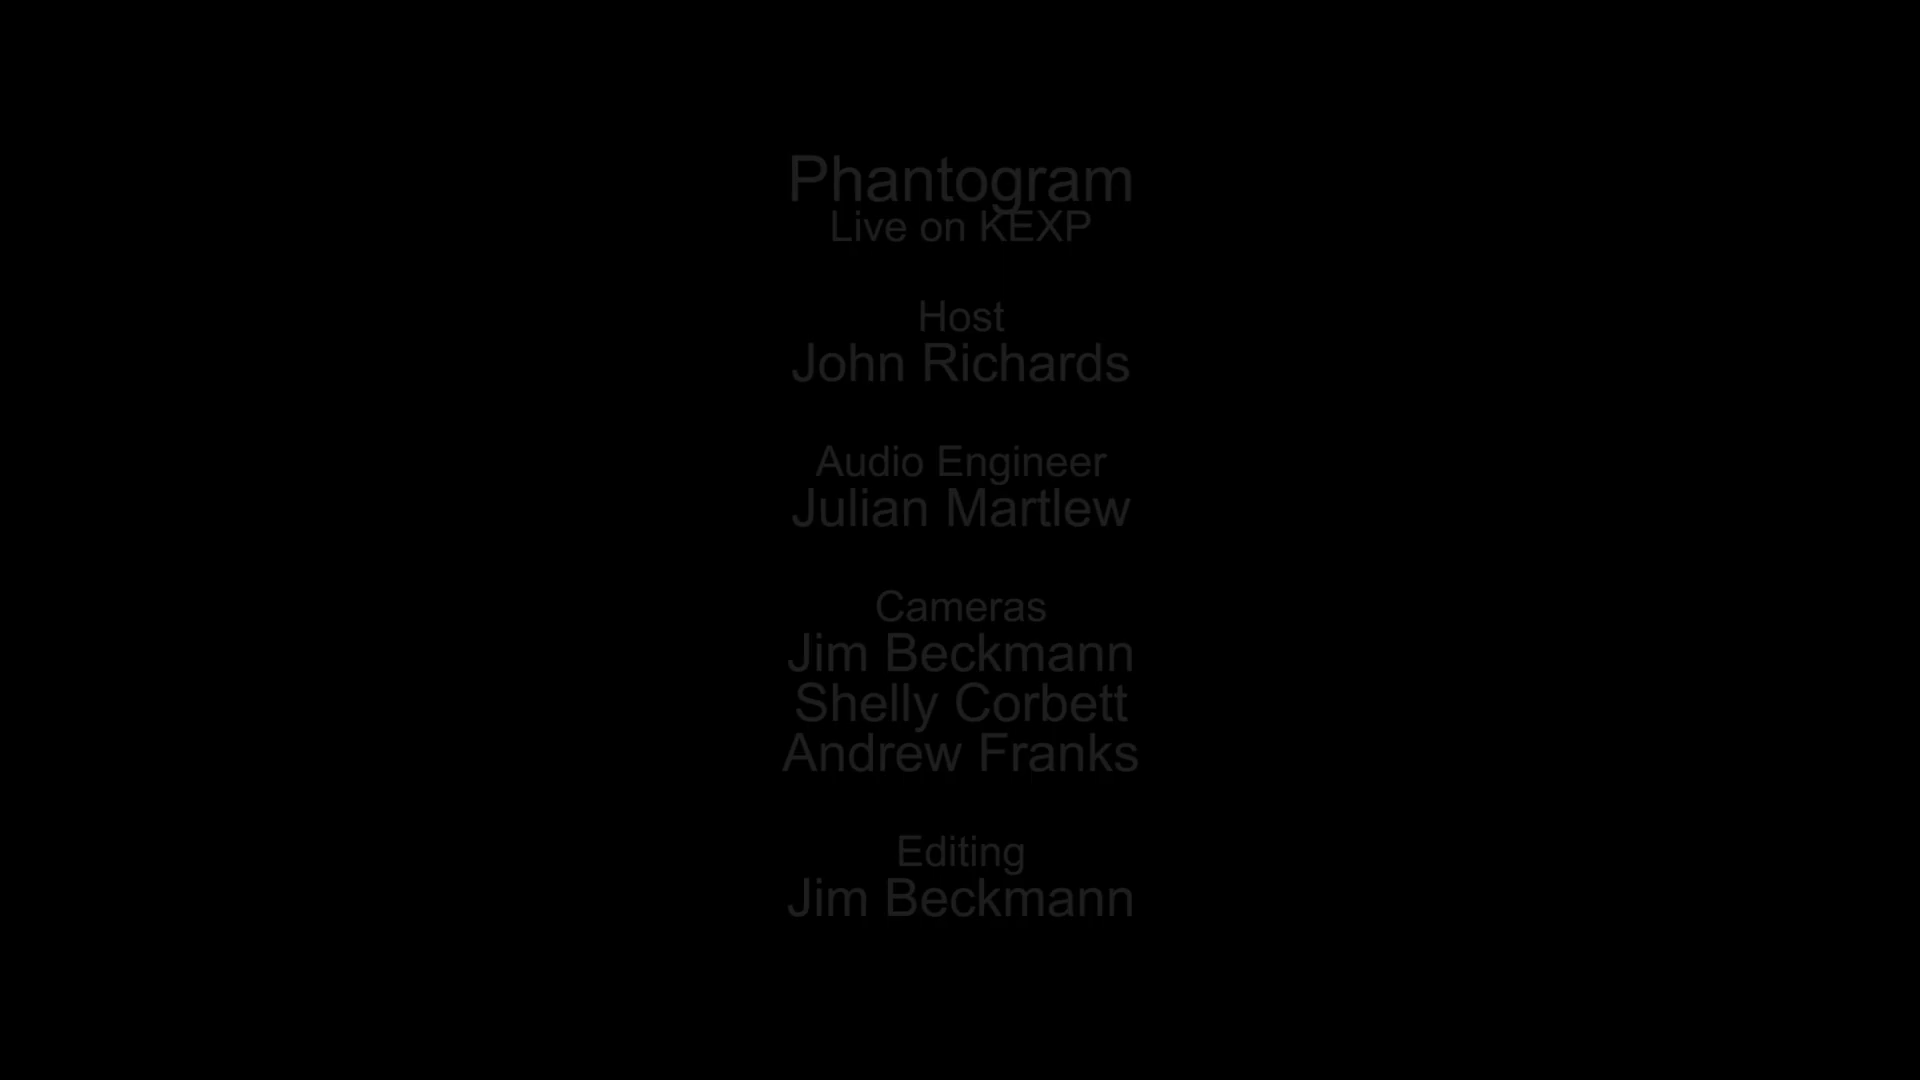 Phantogram
Live on KEXP
Host
John Richards
Audio Engineer
Julian Martlew
Cameras
Jim Beckmann
Shelly Corbett
Andrew Franks
Editing
Jim Beckmann